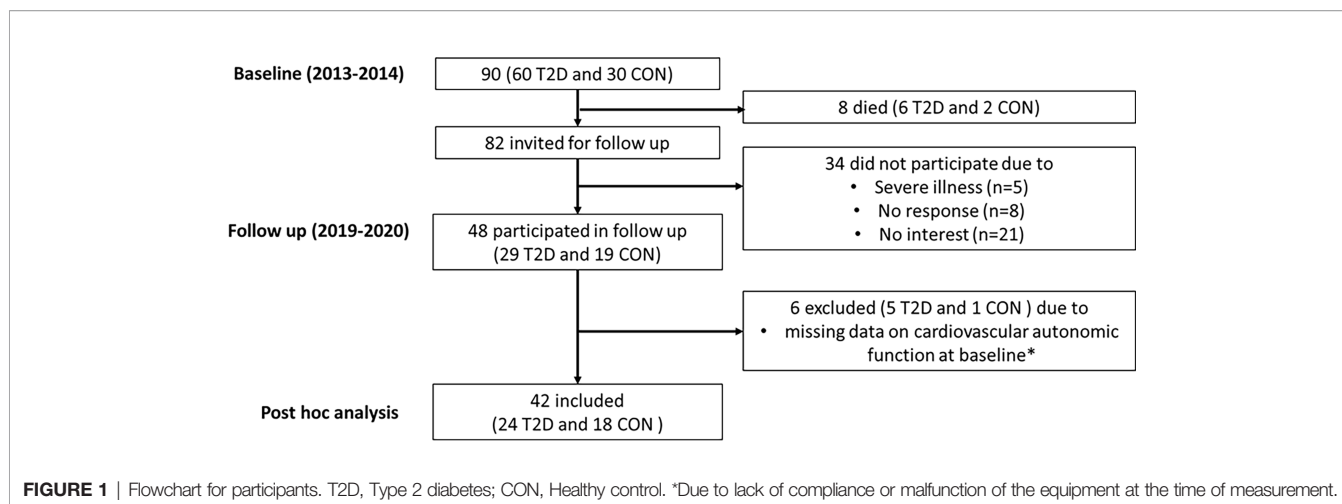 Baseline (2013-2014)
90 (60 T2D and 30 CON)
8 died (6 T2D and 2 CON)
82 invited for follow up
34 did not participate due to
• Severe illness (n=5)
• No response (n=8)
• No interest (n=21)
Follow up (2019-2020)
48 participated in follow up
(29 T2D and 19 CON)
6 excluded (5 T2D and 1 CON ) due to
• missing data on cardiovascular autonomic
function at baseline*
Post hoc analysis
42 included
(24 T2D and 18 CON )
FIGURE 1 | Flowchart for participants. T2D, Type 2 diabetes; CON, Healthy control. *Due to lack of compliance or malfunction of the equipment at the time of measurement.